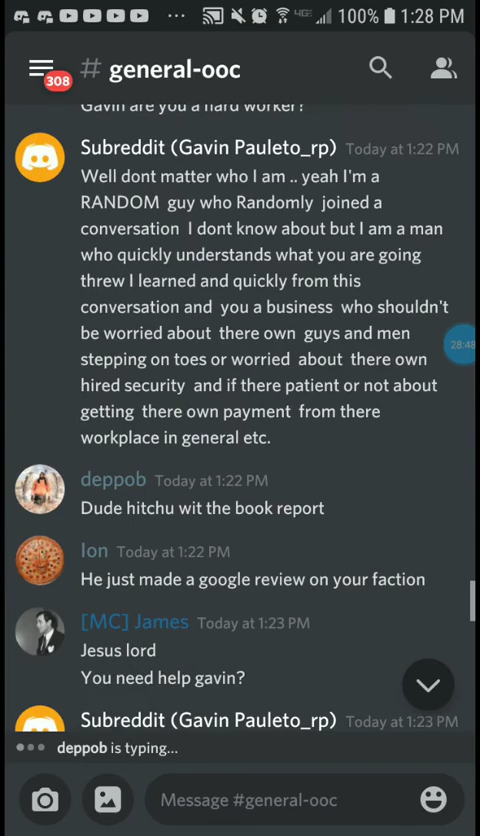 100% 1:28 PM
# general-ooc
308
Gavin are you a hard worker?
Subreddit (Gavin Pauleto_rp) Today at 1:22 PM
Well dont matter who I am .. yeah I'm a
RANDOM guy who Randomly joined a
conversation I dont know about but I am a man
who quickly understands what you are going
threw I learned and quickly from this
conversation and you a business who shouldn't
be worried about there own guys and men
stepping on toes or worried about there own
28:48
hired security and if there patient or not about
getting there own payment from there
workplace in general etc.
deppob Today at 1:22 PM
Dude hitchu wit the book report
Ion Today at 1:22 PM
He just made a google review on your faction
[MC] James Today at 1:23 PM
Jesus lord
You need help gavin?
Subreddit (Gavin Pauleto_rp) Today at 1:23 PM
deppob is typing...
Message #general-ooc